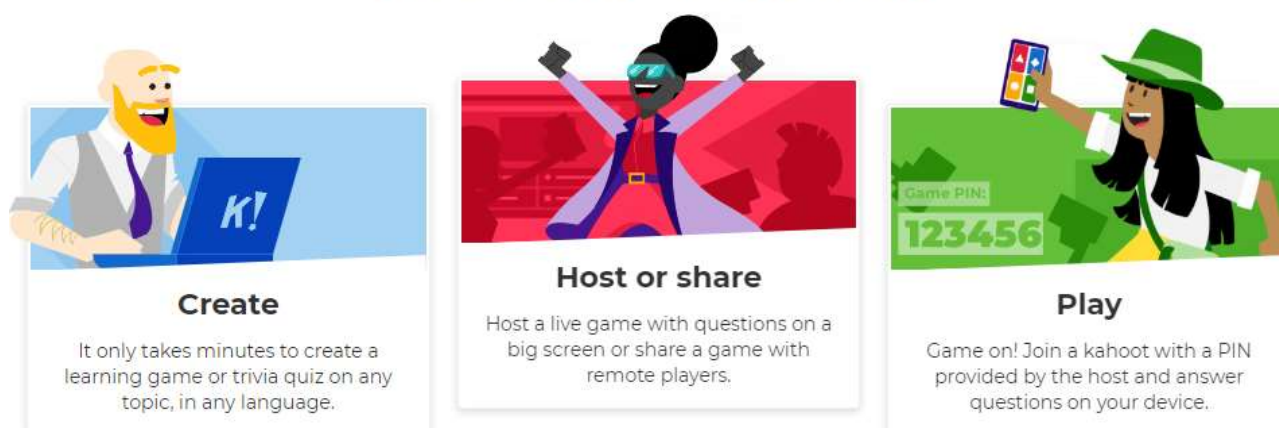 K!
Create
It only takes minutes to create a
learning game or trivia quiz on any
topic, in any language.
Host or share
Host a live game with questions on a
big screen or share a game with
remote players.
Game PIN:
123456
Play
Game on! Join a kahoot with a PIN
provided by the host and answer
questions on your device.